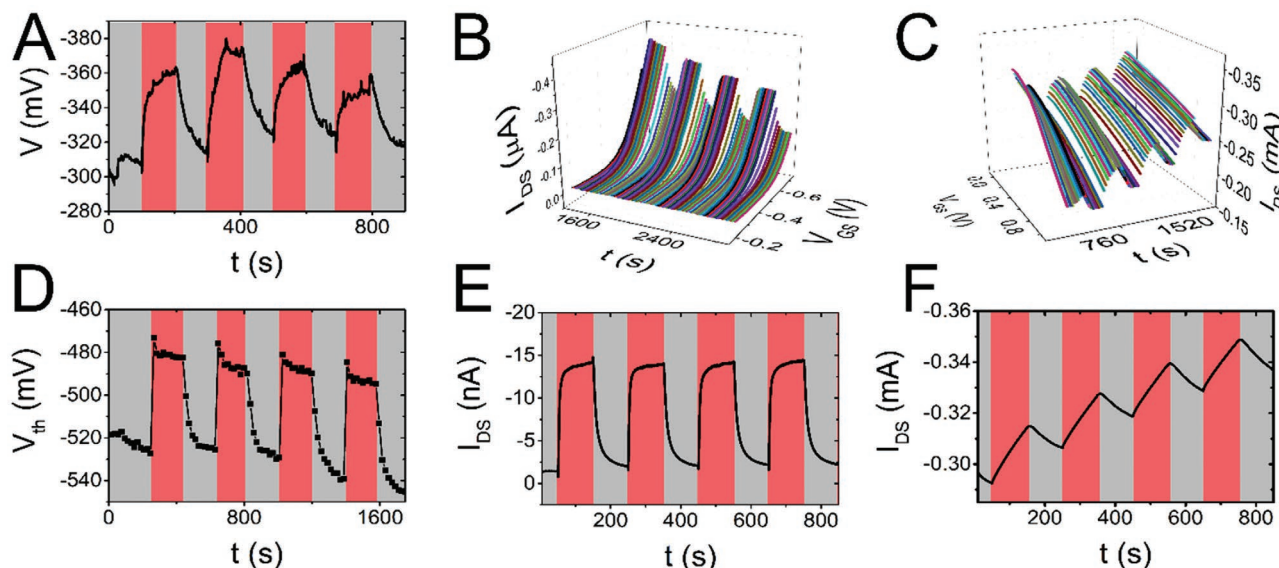 A
V (mV)
-380
-360
-340
-320
-300
-280
0
400
800
t (s)
B
I_DS (µA)
-0.4
-0.3
-0.2
-0.1
0.0
1600
2400
t (s)
-0.6
-0.4
-0.2
V_GS (V)
C
0.0
0.4
0.8
V_GS (V)
760
1520
t (s)
-0.35
-0.30
-0.25
-0.20
-0.15
I_DS (mA)
D
V_th (mV)
-460
-480
-500
-520
-540
0
800
1600
t (s)
E
I_DS (nA)
-20
-15
-10
-5
0
200
400
600
800
t (s)
F
I_DS (mA)
-0.36
-0.34
-0.32
-0.30
200
400
600
800
t (s)